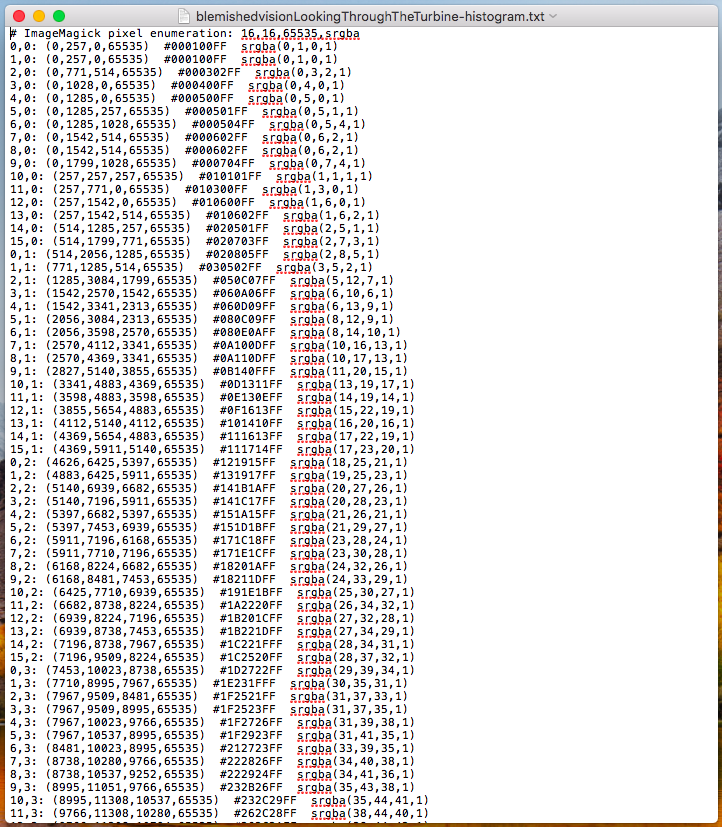 blemishedvisionLookingThroughTheTurbine-histogram.txt
# ImageMagick pixel enumeration: 16,16,65535,srgba
0,0: (0,257,0,65535)  #000100FF  srgba(0,1,0,1)
1,0: (0,257,0,65535)  #000100FF  srgba(0,1,0,1)
2,0: (0,771,514,65535)  #000302FF  srgba(0,3,2,1)
3,0: (0,1028,0,65535)  #000400FF  srgba(0,4,0,1)
4,0: (0,1285,0,65535)  #000500FF  srgba(0,5,0,1)
5,0: (0,1285,257,65535)  #000501FF  srgba(0,5,1,1)
6,0: (0,1285,1028,65535)  #000504FF  srgba(0,5,4,1)
7,0: (0,1542,514,65535)  #000602FF  srgba(0,6,2,1)
8,0: (0,1542,514,65535)  #000602FF  srgba(0,6,2,1)
9,0: (0,1799,1028,65535)  #000704FF  srgba(0,7,4,1)
10,0: (257,257,257,65535)  #010101FF  srgba(1,1,1,1)
11,0: (257,771,0,65535)  #010300FF  srgba(1,3,0,1)
12,0: (257,1542,0,65535)  #010600FF  srgba(1,6,0,1)
13,0: (257,1542,514,65535)  #010602FF  srgba(1,6,2,1)
14,0: (514,1285,257,65535)  #020501FF  srgba(2,5,1,1)
15,0: (514,1799,771,65535)  #020703FF  srgba(2,7,3,1)
0,1: (514,2056,1285,65535)  #020805FF  srgba(2,8,5,1)
1,1: (771,1285,514,65535)  #030502FF  srgba(3,5,2,1)
2,1: (1285,3084,1799,65535)  #050C07FF  srgba(5,12,7,1)
3,1: (1542,2570,1542,65535)  #060A06FF  srgba(6,10,6,1)
4,1: (1542,3341,2313,65535)  #060D09FF  srgba(6,13,9,1)
5,1: (2056,3084,2313,65535)  #080C09FF  srgba(8,12,9,1)
6,1: (2056,3598,2570,65535)  #080E0AFF  srgba(8,14,10,1)
7,1: (2570,4112,3341,65535)  #0A100DFF  srgba(10,16,13,1)
8,1: (2570,4369,3341,65535)  #0A110DFF  srgba(10,17,13,1)
9,1: (2827,5140,3855,65535)  #0B140FFF  srgba(11,20,15,1)
10,1: (3341,4883,4369,65535)  #0D1311FF  srgba(13,19,17,1)
11,1: (3598,4883,3598,65535)  #0E130EFF  srgba(14,19,14,1)
12,1: (3855,5654,4883,65535)  #0F1613FF  srgba(15,22,19,1)
13,1: (4112,5140,4112,65535)  #101410FF  srgba(16,20,16,1)
14,1: (4369,5654,4883,65535)  #111613FF  srgba(17,22,19,1)
15,1: (4369,5911,5140,65535)  #111714FF  srgba(17,23,20,1)
0,2: (4626,6425,5397,65535)  #121915FF  srgba(18,25,21,1)
1,2: (4883,6425,5911,65535)  #131917FF  srgba(19,25,23,1)
2,2: (5140,6939,6682,65535)  #141B1AFF  srgba(20,27,26,1)
3,2: (5140,7196,5911,65535)  #141C17FF  srgba(20,28,23,1)
4,2: (5397,6682,5397,65535)  #151A15FF  srgba(21,26,21,1)
5,2: (5397,7453,6939,65535)  #151D1BFF  srgba(21,29,27,1)
6,2: (5911,7196,6168,65535)  #171C18FF  srgba(23,28,24,1)
7,2: (5911,7710,7196,65535)  #171E1CFF  srgba(23,30,28,1)
8,2: (6168,8224,6682,65535)  #18201AFF  srgba(24,32,26,1)
9,2: (6168,8481,7453,65535)  #18211DFF  srgba(24,33,29,1)
10,2: (6425,7710,6939,65535)  #191E1BFF  srgba(25,30,27,1)
11,2: (6682,8738,8224,65535)  #1A2220FF  srgba(26,34,32,1)
12,2: (6939,8224,7196,65535)  #1B201CFF  srgba(27,32,28,1)
13,2: (6939,8738,7453,65535)  #1B221DFF  srgba(27,34,29,1)
14,2: (7196,8738,7967,65535)  #1C221FFF  srgba(28,34,31,1)
15,2: (7196,9509,8224,65535)  #1C2520FF  srgba(28,37,32,1)
0,3: (7453,10023,8738,65535)  #1D2722FF  srgba(29,39,34,1)
1,3: (7710,8995,7967,65535)  #1E231FFF  srgba(30,35,31,1)
2,3: (7967,9509,8481,65535)  #1F2521FF  srgba(31,37,33,1)
3,3: (7967,9509,8995,65535)  #1F2523FF  srgba(31,37,35,1)
4,3: (7967,10023,9766,65535)  #1F2726FF  srgba(31,39,38,1)
5,3: (7967,10537,8995,65535)  #1F2923FF  srgba(31,41,35,1)
6,3: (8481,10023,8995,65535)  #212723FF  srgba(33,39,35,1)
7,3: (8738,10280,9766,65535)  #222826FF  srgba(34,40,38,1)
8,3: (8738,10537,9252,65535)  #222924FF  srgba(34,41,36,1)
9,3: (8995,11051,9766,65535)  #232B26FF  srgba(35,43,38,1)
10,3: (8995,11308,10537,65535)  #232C29FF  srgba(35,44,41,1)
11,3: (9766,11308,10280,65535)  #262C28FF  srgba(38,44,40,1)